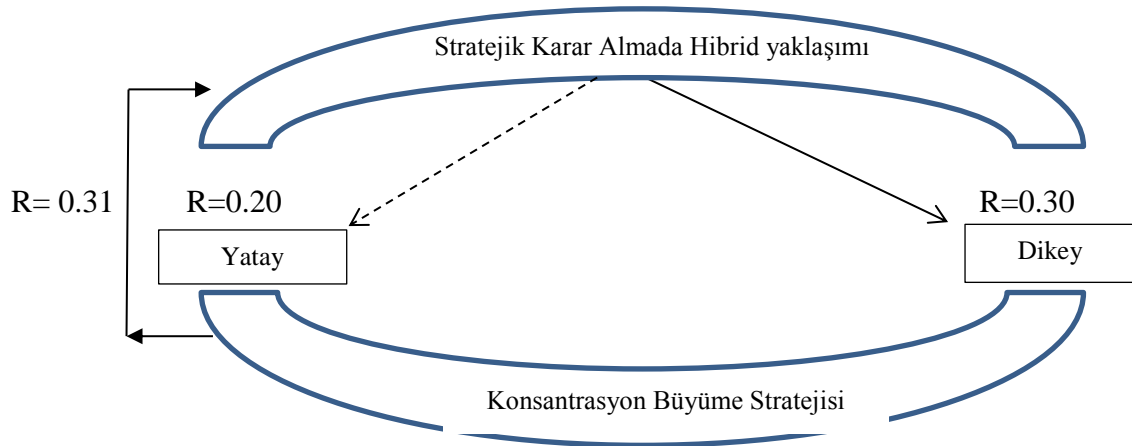 Stratejik Karar Almada Hibrid yaklaşımı
R= 0.31
R=0.20
R=0.30
Yatay
Dikey
Konsantrasyon Büyüme Stratejisi